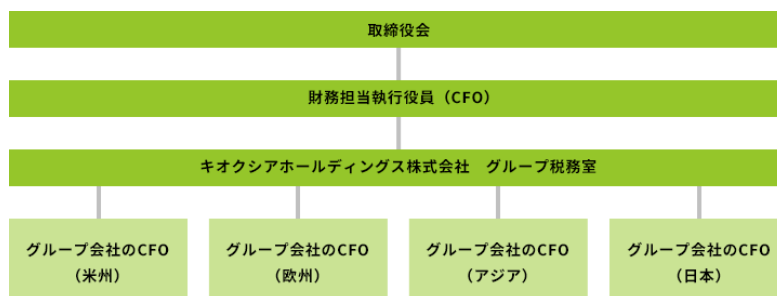 取締役会
財務担当執行役員（CFO）
キオクシアホールディングス株式会社　グループ税務室
グループ会社のCFO
（米州）
グループ会社のCFO
（欧州）
グループ会社のCFO
（アジア）
グループ会社のCFO
（日本）